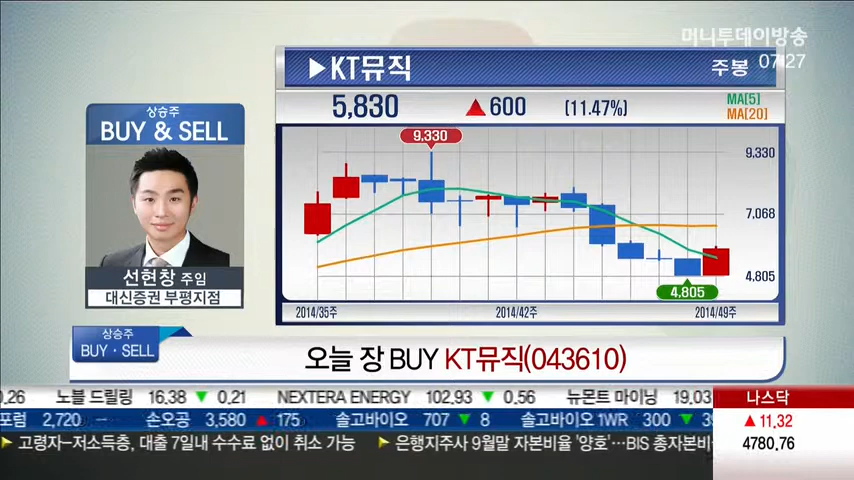 머니투데이방송
07:27
▶KT뮤직 주봉
5,830 ▲600 (11.47%)
MA[5]
MA[20]
상승주
BUY & SELL
선현창 주임
대신증권 부평지점
9,330
9,330
7,068
4,805
4,805
2014/35주 2014/42주 2014/49주
상승주
BUY · SELL
오늘 장 BUY KT뮤직(043610)
0.26 노블 드릴링 16,38 ▼ 0,21 NEXTERA ENERGY 102,93 ▼ 0,56 뉴몬트 마이닝 19,03
포럼 2,720 － 손오공 3,580 ▲ 175 솔고바이오 707 ▼ 8 솔고바이오1WR 300 ▼
▶ 고령자-저소득층, 대출 7일내 수수료 없이 취소 가능 ▶ 은행지주사 9월말 자본비율 '양호'…BIS 총자본비
나스닥
▲ 11,32
4780,76